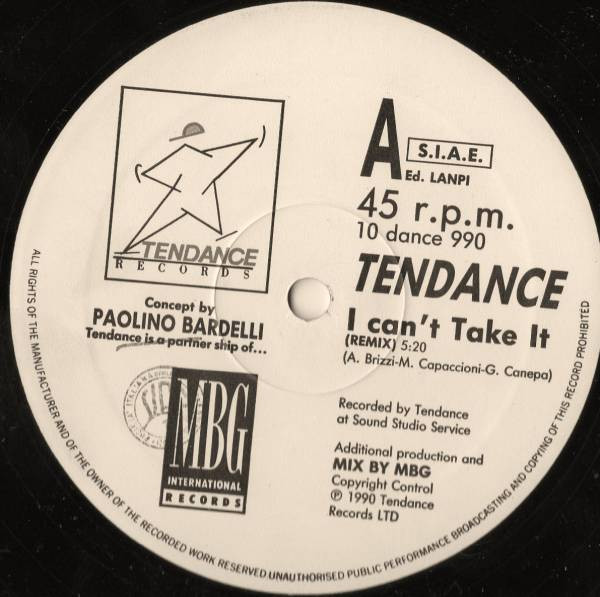 TENDANCE
RECORDS
Concept by
PAOLINO BARDELLI
Tendance is a partner ship of...
MBG
INTERNATIONAL
RECORDS
A
S.I.A.E.
Ed. LANPI
45 r.p.m.
10 dance 990
TENDANCE
I can't Take It
(REMIX) 5:20
(A. Brizzi-M. Capaccioni-G. Canepa)
Recorded by Tendance
at Sound Studio Service
Additional production and
MIX BY MBG
Copyright Control
℗ 1990 Tendance
Records LTD
ALL RIGHTS OF THE MANUFACTURER AND OF THE OWNER OF THE RECORDED WORK RESERVED UNAUTHORISED PUBLIC PERFORMANCE BROADCASTING AND COPYING OF THIS RECORD PROHIBITED